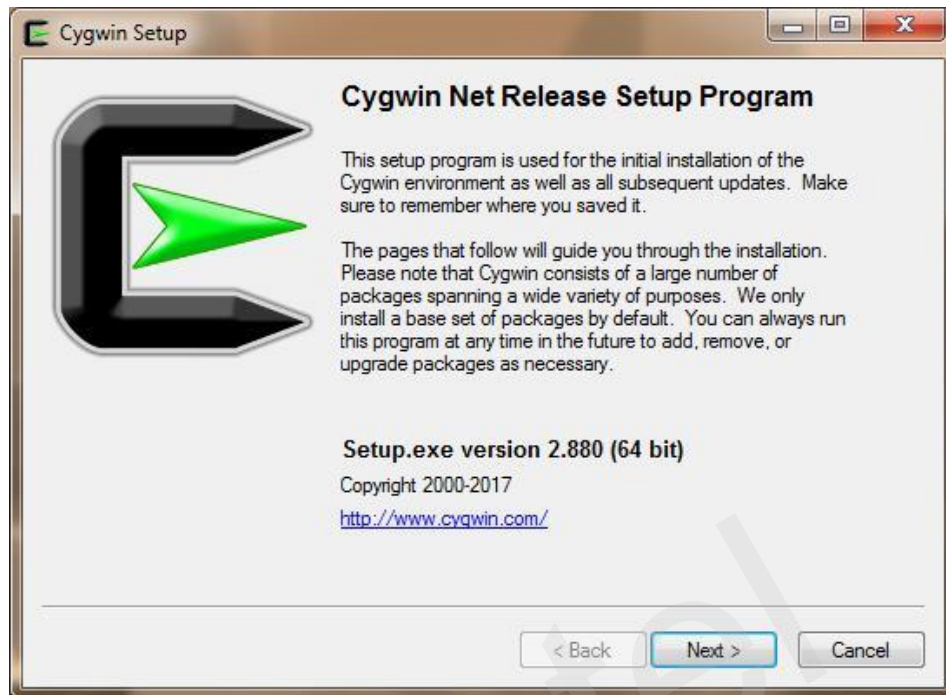 Cygwin Setup
Cygwin Net Release Setup Program
This setup program is used for the initial installation of the
Cygwin environment as well as all subsequent updates.  Make
sure to remember where you saved it.
The pages that follow will guide you through the installation.
Please note that Cygwin consists of a large number of
packages spanning a wide variety of purposes.  We only
install a base set of packages by default.  You can always run
this program at any time in the future to add, remove, or
upgrade packages as necessary.
Setup.exe version 2.880 (64 bit)
Copyright 2000-2017
http://www.cygwin.com/
< Back Next > Cancel